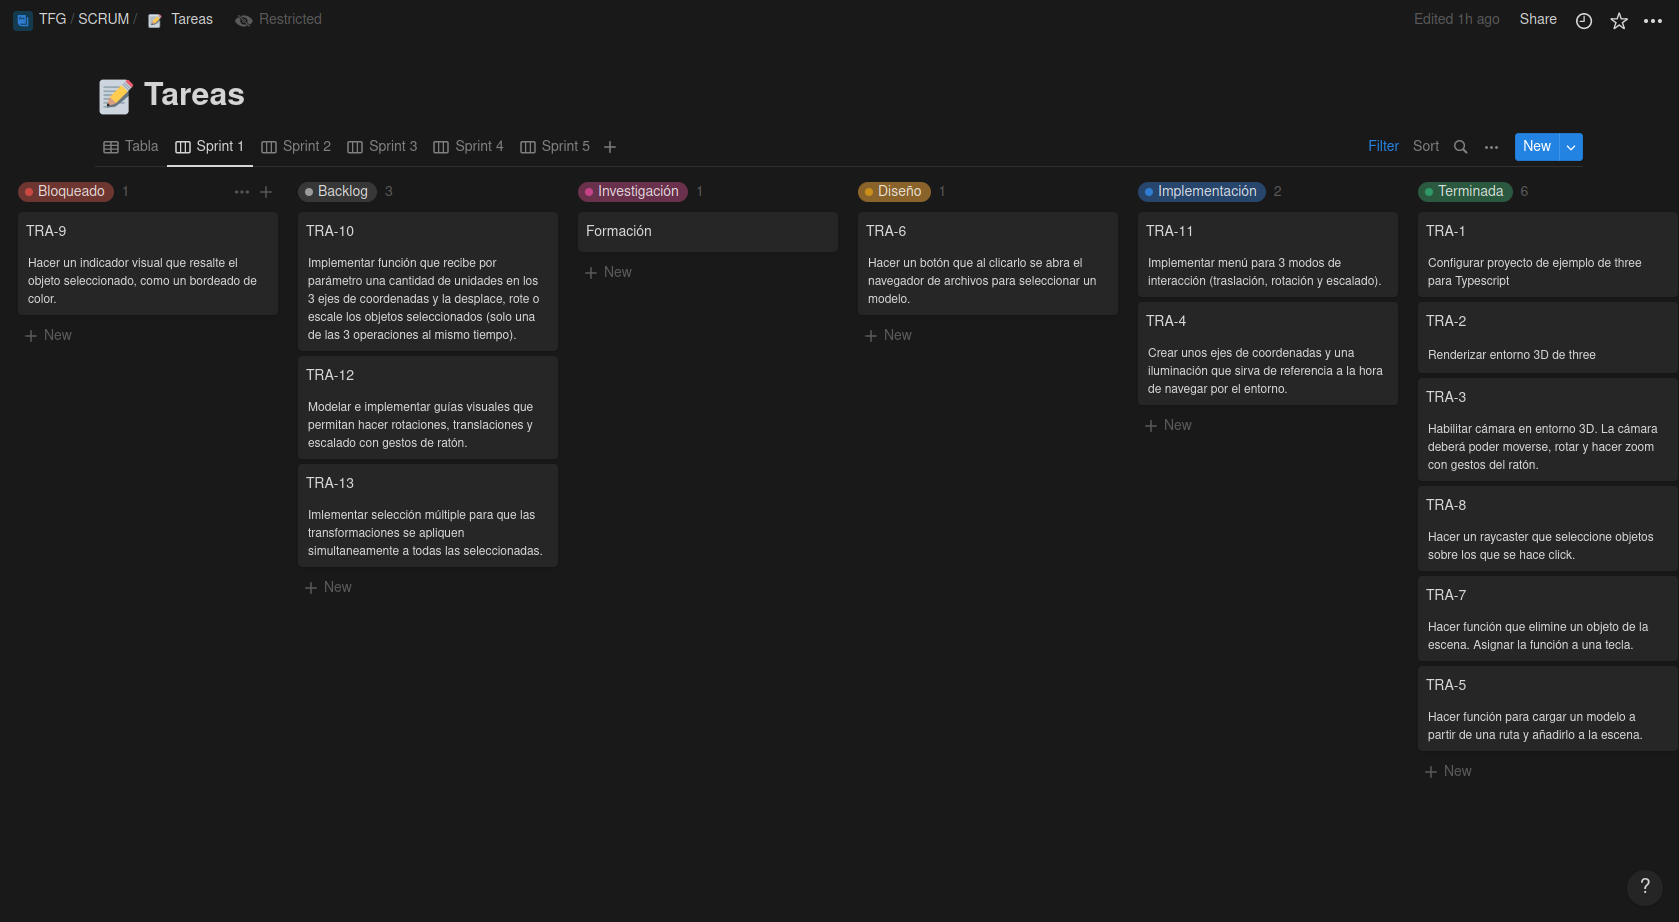 TFG / SCRUM / Tareas Restricted
Edited 1h ago Share
Tareas
Tabla Sprint 1 Sprint 2 Sprint 3 Sprint 4 Sprint 5
Filter Sort New
Bloqueado 1
TRA-9
Hacer un indicador visual que resalte el
objeto seleccionado, como un bordeado de
color.
New
Backlog 3
TRA-10
Implementar función que recibe por
parámetro una cantidad de unidades en los
3 ejes de coordenadas y la desplace, rote o
escale los objetos seleccionados (solo una
de las 3 operaciones al mismo tiempo).
TRA-12
Modelar e implementar guías visuales que
permitan hacer rotaciones, translaciones y
escalado con gestos de ratón.
TRA-13
Imlementar selección múltiple para que las
transformaciones se apliquen
simultaneamente a todas las seleccionadas.
New
Investigación 1
Formación
New
Diseño 1
TRA-6
Hacer un botón que al clicarlo se abra el
navegador de archivos para seleccionar un
modelo.
New
Implementación 2
TRA-11
Implementar menú para 3 modos de
interacción (traslación, rotación y escalado).
TRA-4
Crear unos ejes de coordenadas y una
iluminación que sirva de referencia a la hora
de navegar por el entorno.
New
Terminada 6
TRA-1
Configurar proyecto de ejemplo de three
para Typescript
TRA-2
Renderizar entorno 3D de three
TRA-3
Habilitar cámara en entorno 3D. La cámara
deberá poder moverse, rotar y hacer zoom
con gestos del ratón.
TRA-8
Hacer un raycaster que seleccione objetos
sobre los que se hace click.
TRA-7
Hacer función que elimine un objeto de la
escena. Asignar la función a una tecla.
TRA-5
Hacer función para cargar un modelo a
partir de una ruta y añadirlo a la escena.
New
?